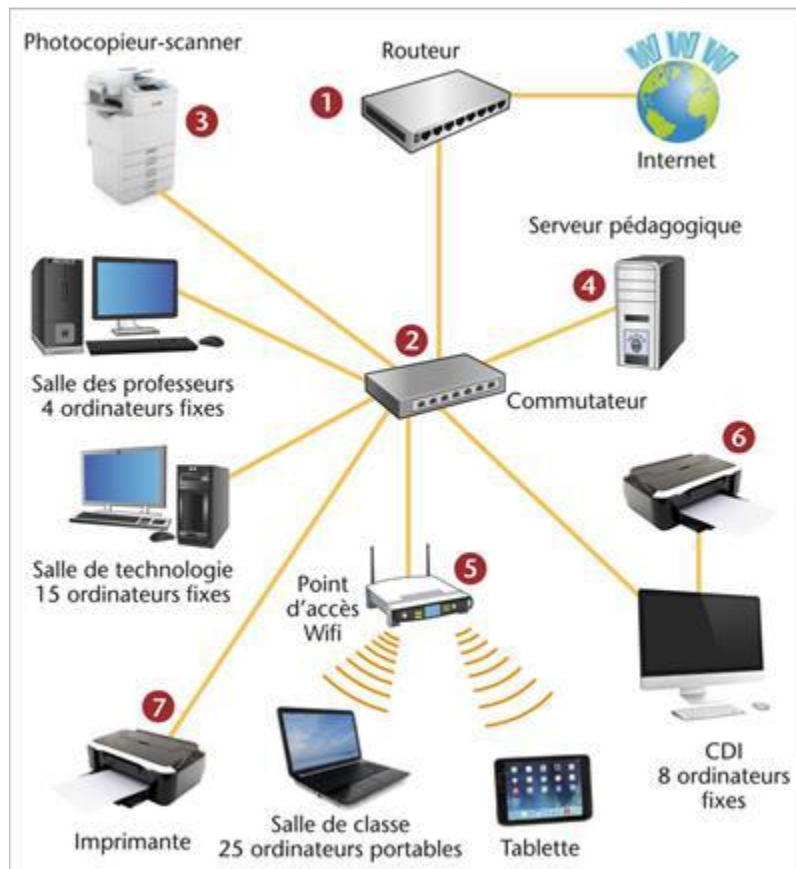 Photocopieur-scanner
3
Routeur
1
WWW
Internet
Serveur pédagogique
4
Salle des professeurs
4 ordinateurs fixes
2
Commutateur
6
Salle de technologie
15 ordinateurs fixes
Point
d'accès
Wifi
5
7
Imprimante
Salle de classe
25 ordinateurs portables
Tablette
CDI
8 ordinateurs
fixes